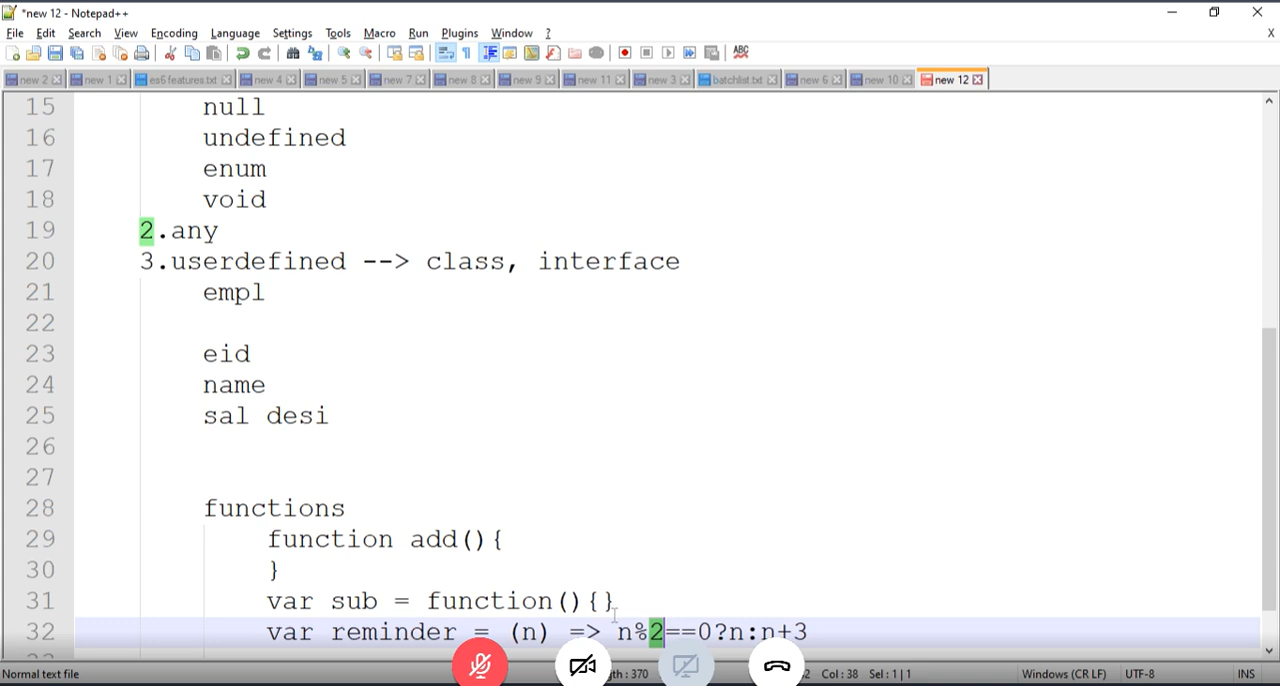 *new 12 - Notepad++
File Edit Search View Encoding Language Settings Tools Macro Run Plugins Window ? X
new 2 new 1 es6 features.txt new 4 new 5 new 7 new 8 new 9 new 11 new 3 batchlist.txt new 6 new 10 new 12
15 null
16 undefined
17 enum
18 void
19 2.any
20 3.userdefined --> class, interface
21 empl
22
23 eid
24 name
25 sal desi
26
27
28 functions
29 function add(){
30 }
31 var sub = function(){}
32 var reminder = (n) => n%2==0?n:n+3
Normal text file gth : 370 2 Col : 38 Sel : 1 | 1 Windows (CR LF) UTF-8 INS